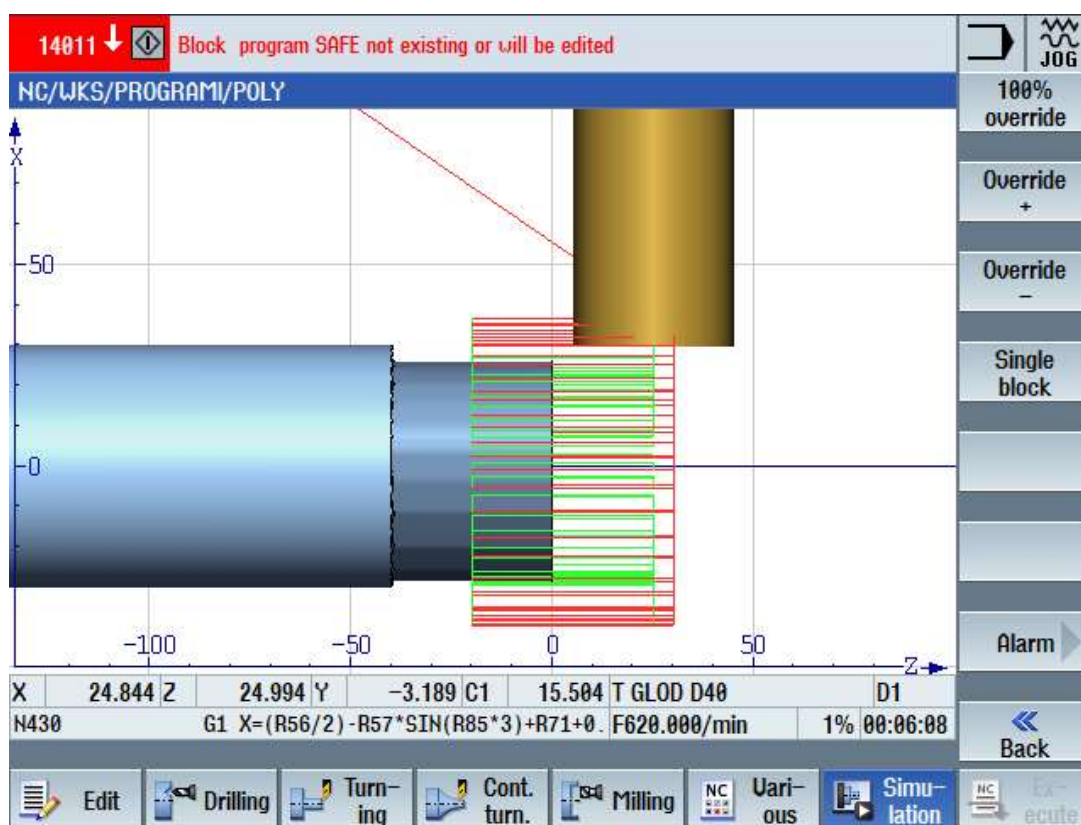 14011
Block program SAFE not existing or will be edited
JOG
NC/WKS/PROGRAMI/POLY
100%
override
X
50
Override
+
Override
-
Single
block
0
-100
-50
0
50
Z
Alarm
X 24.844 Z 24.994 Y -3.189 C1 15.504 T GLOD D40 D1
N430 G1 X=(R56/2)-R57*SIN(R85*3)+R71+0. F620.000/min 1% 00:06:08
Back
Edit
Drilling
Turn-
ing
Cont.
turn.
Milling
NC
Vari-
ous
Simu-
lation
NC
Ex-
ecute